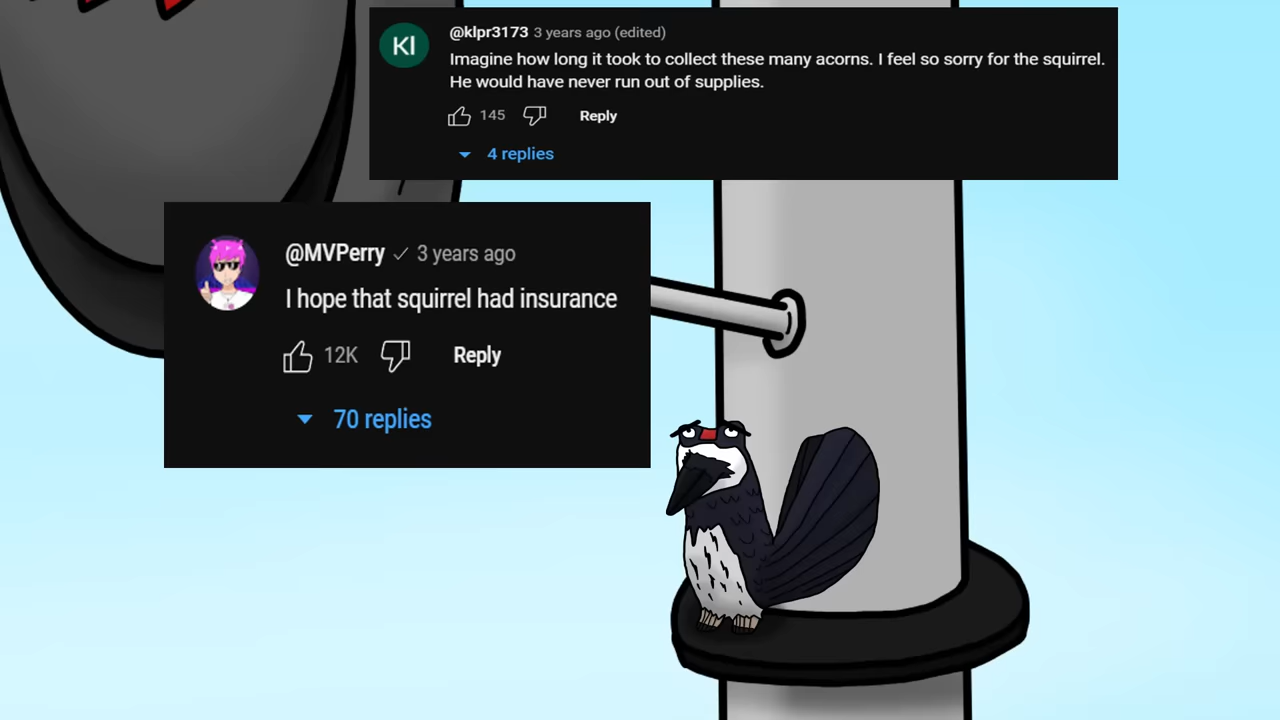 Kl
@klpr3173 3 years ago (edited)
Imagine how long it took to collect these many acorns. I feel so sorry for the squirrel.
He would have never run out of supplies.
145 Reply
4 replies
@MVPerry 3 years ago
I hope that squirrel had insurance
12K Reply
70 replies